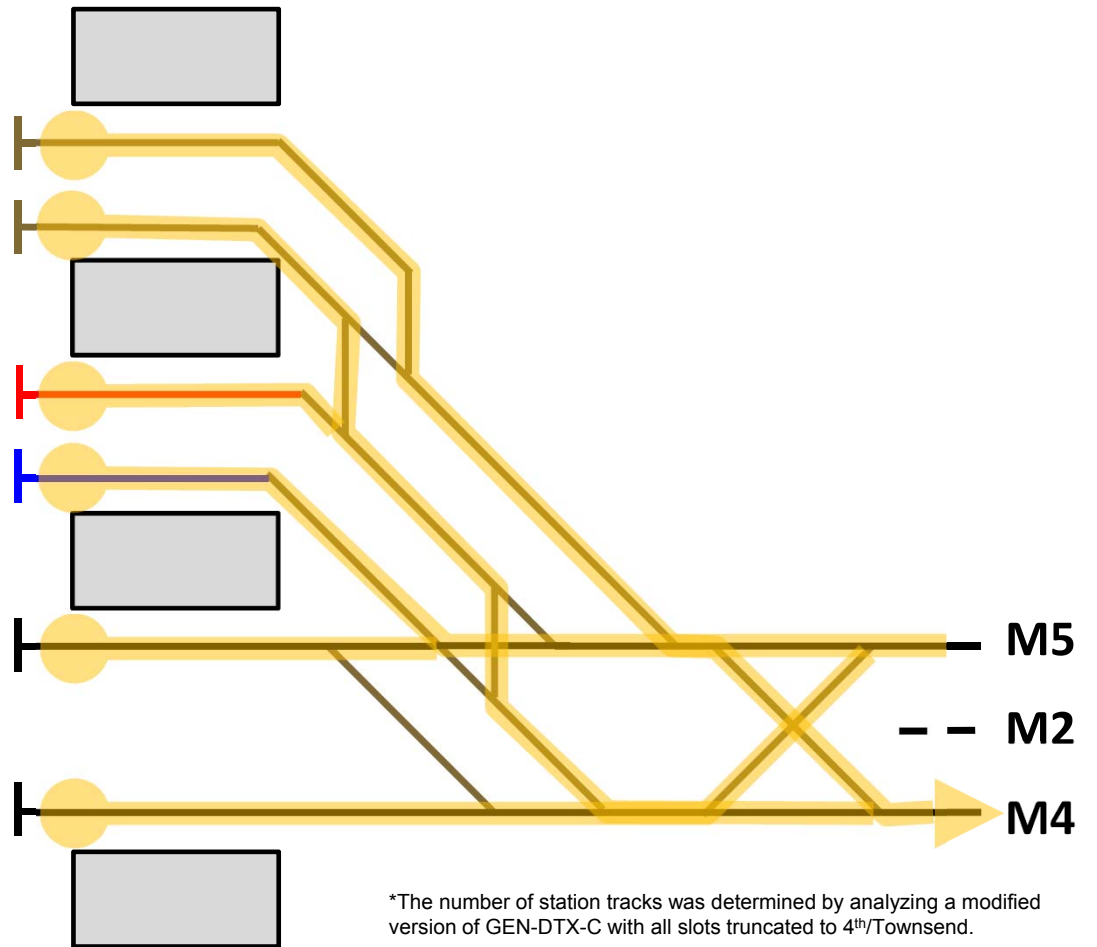 M5
M2
M4
*The number of station tracks was determined by analyzing a modified
version of GEN-DTX-C with all slots truncated to 4th/Townsend.